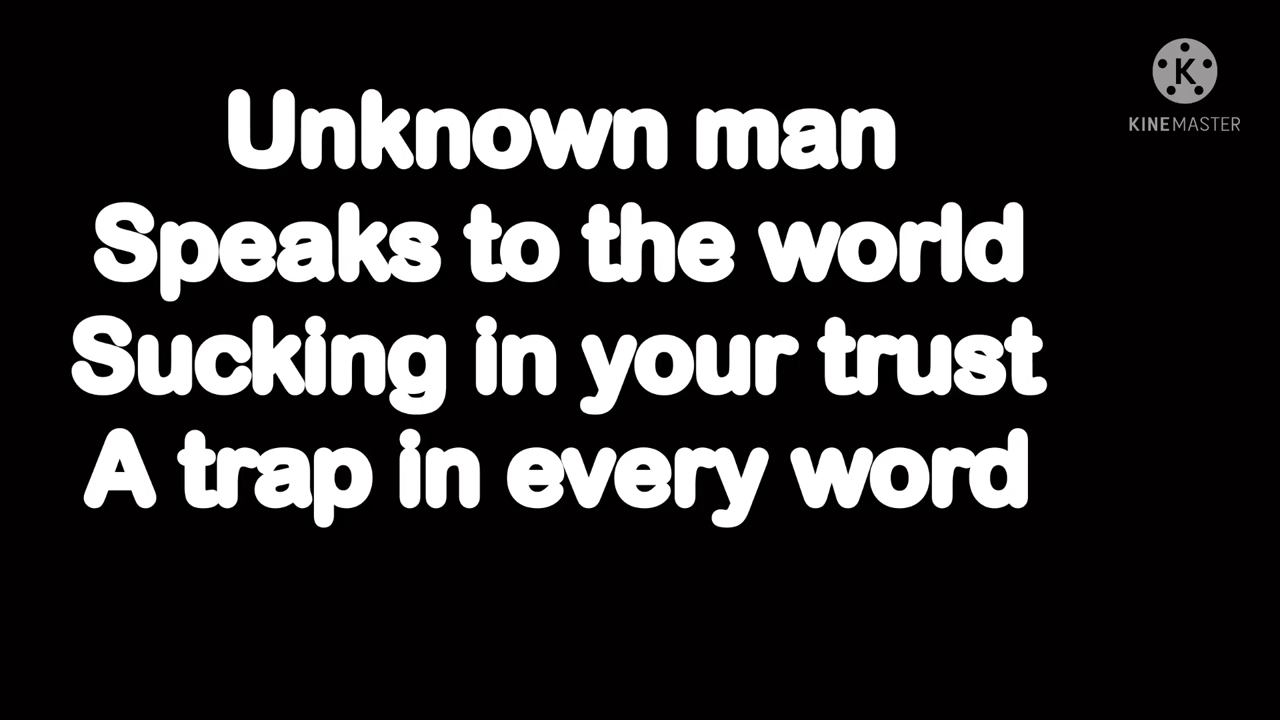 Unknown man
Speaks to the world
Sucking in your trust
A trap in every word
K
KINEMASTER